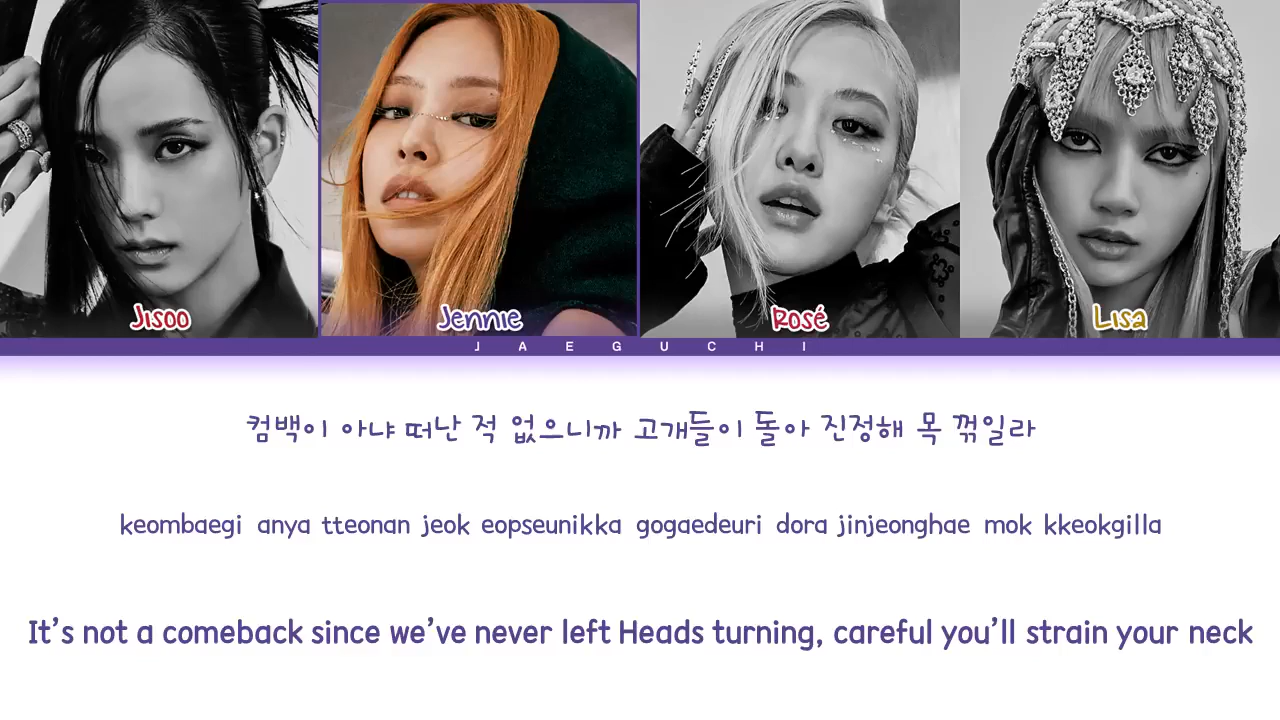 Jisoo
Jennie
Rosé
Lisa
JAEGUCHI
컴백이 아냐 떠난 적 없으니까 고개들이 돌아 진정해 목 꺾일라
keombaegi anya tteonan jeok eopseunikka gogaedeuri dora jinjeonghae mok kkeokgilla
It's not a comeback since we've never left Heads turning, careful you'll strain your neck